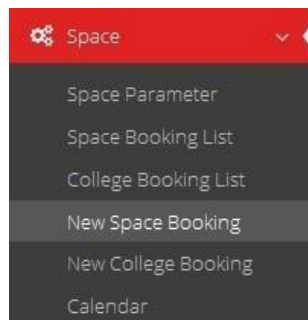 Space
Space Parameter
Space Booking List
College Booking List
New Space Booking
New College Booking
Calendar